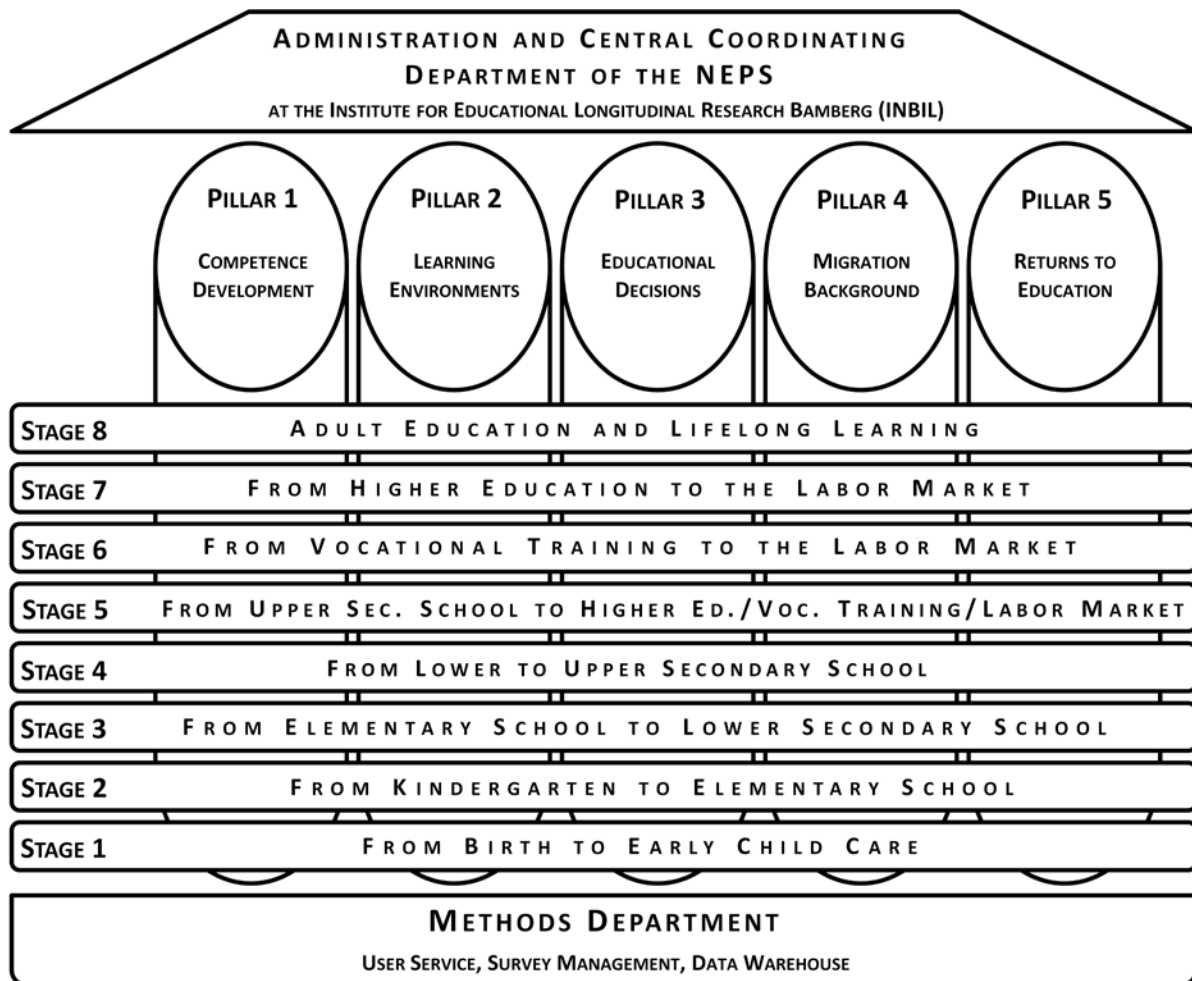 ADMINISTRATION AND CENTRAL COORDINATING
DEPARTMENT OF THE NEPS
AT THE INSTITUTE FOR EDUCATIONAL LONGITUDINAL RESEARCH BAMBERG (INBIL)
PILLAR 1
COMPETENCE
DEVELOPMENT
PILLAR 2
LEARNING
ENVIRONMENTS
PILLAR 3
EDUCATIONAL
DECISIONS
PILLAR 4
MIGRATION
BACKGROUND
PILLAR 5
RETURNS TO
EDUCATION
STAGE 8 ADULT EDUCATION AND LIFELONG LEARNING
STAGE 7 FROM HIGHER EDUCATION TO THE LABOR MARKET
STAGE 6 FROM VOCATIONAL TRAINING TO THE LABOR MARKET
STAGE 5 FROM UPPER SEC. SCHOOL TO HIGHER ED./VOC. TRAINING/LABOR MARKET
STAGE 4 FROM LOWER TO UPPER SECONDARY SCHOOL
STAGE 3 FROM ELEMENTARY SCHOOL TO LOWER SECONDARY SCHOOL
STAGE 2 FROM KINDERGARTEN TO ELEMENTARY SCHOOL
STAGE 1 FROM BIRTH TO EARLY CHILD CARE
METHODS DEPARTMENT
USER SERVICE, SURVEY MANAGEMENT, DATA WAREHOUSE